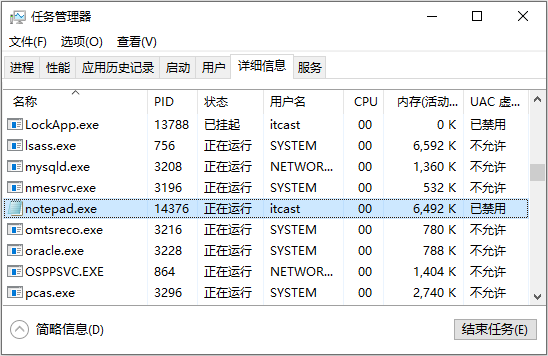 任务管理器
文件(F) 选项(O) 查看(V)
进程 性能 应用历史记录 启动 用户 详细信息 服务
名称 PID 状态 用户名 CPU 内存(活动... UAC 虚...
LockApp.exe 13788 已挂起 itcast 00 0 K 已禁用
lsass.exe 756 正在运行 SYSTEM 00 6,592 K 不允许
mysqld.exe 3208 正在运行 NETWOR... 00 1,360 K 不允许
nmesrvc.exe 3196 正在运行 SYSTEM 00 532 K 不允许
notepad.exe 14376 正在运行 itcast 00 6,492 K 已禁用
omtsreco.exe 3216 正在运行 SYSTEM 00 780 K 不允许
oracle.exe 3228 正在运行 SYSTEM 00 788 K 不允许
OSPPSVC.EXE 864 正在运行 NETWOR... 00 1,404 K 不允许
pcas.exe 3296 正在运行 SYSTEM 00 2,740 K 不允许
简略信息(D) 结束任务(E)